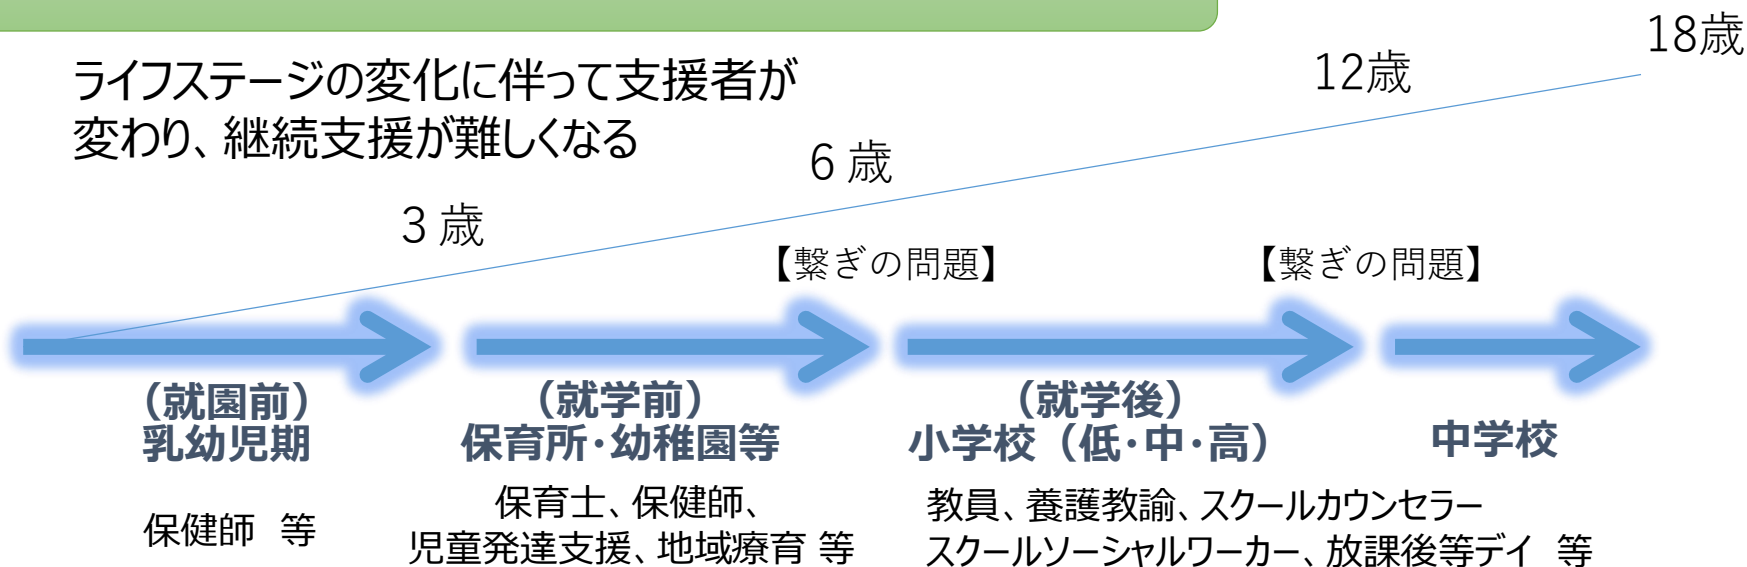 ライフステージの変化に伴って支援者が
変わり、継続支援が難しくなる
3歳
6歳
12歳
18歳
【繋ぎの問題】
【繋ぎの問題】
（就園前）
乳幼児期
保健師　等
（就学前）
保育所・幼稚園等
保育士、保健師、
児童発達支援、地域療育 等
（就学後）
小学校（低・中・高）
中学校
教員、養護教諭、スクールカウンセラー
スクールソーシャルワーカー、放課後等デイ　等